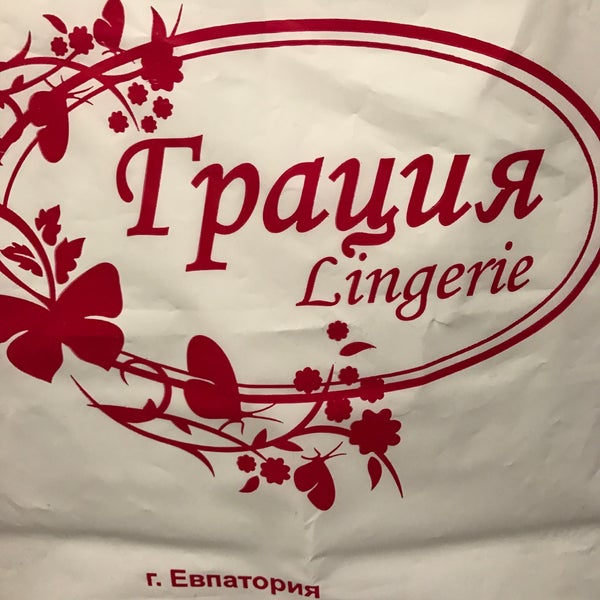 Грация
Lingerie
г. Евпатория